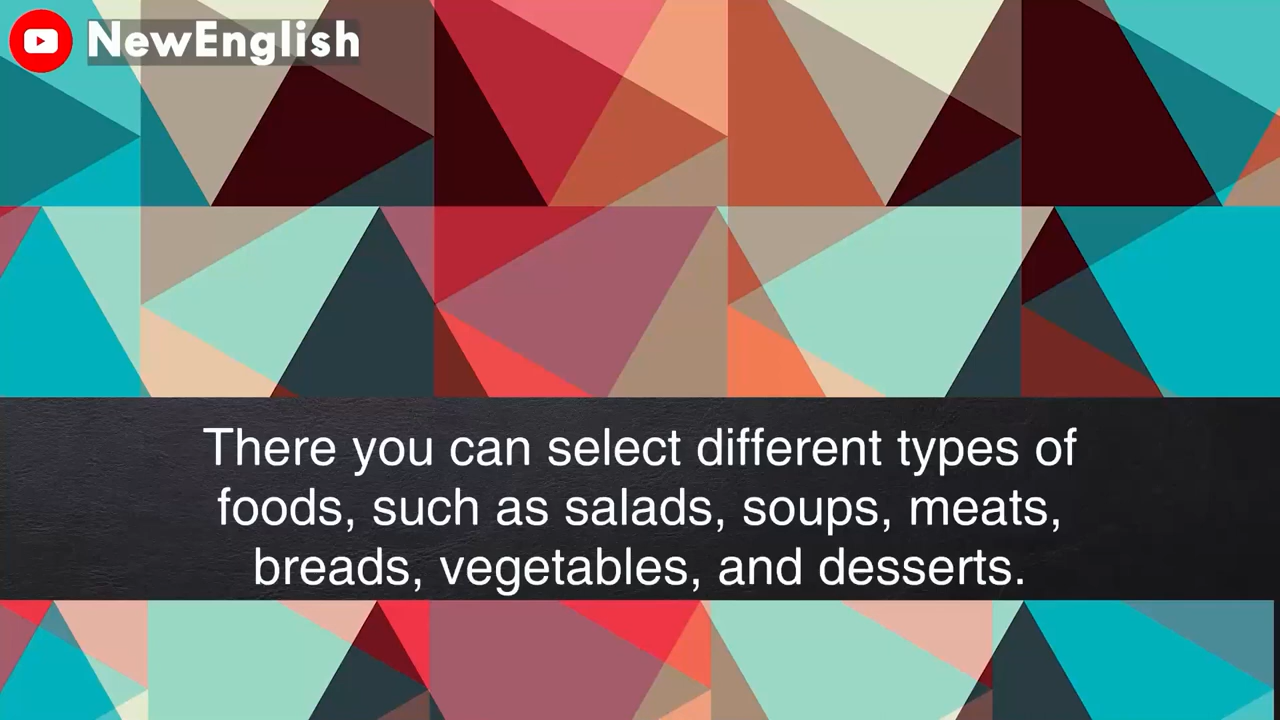 NewEnglish
There you can select different types of
foods, such as salads, soups, meats,
breads, vegetables, and desserts.